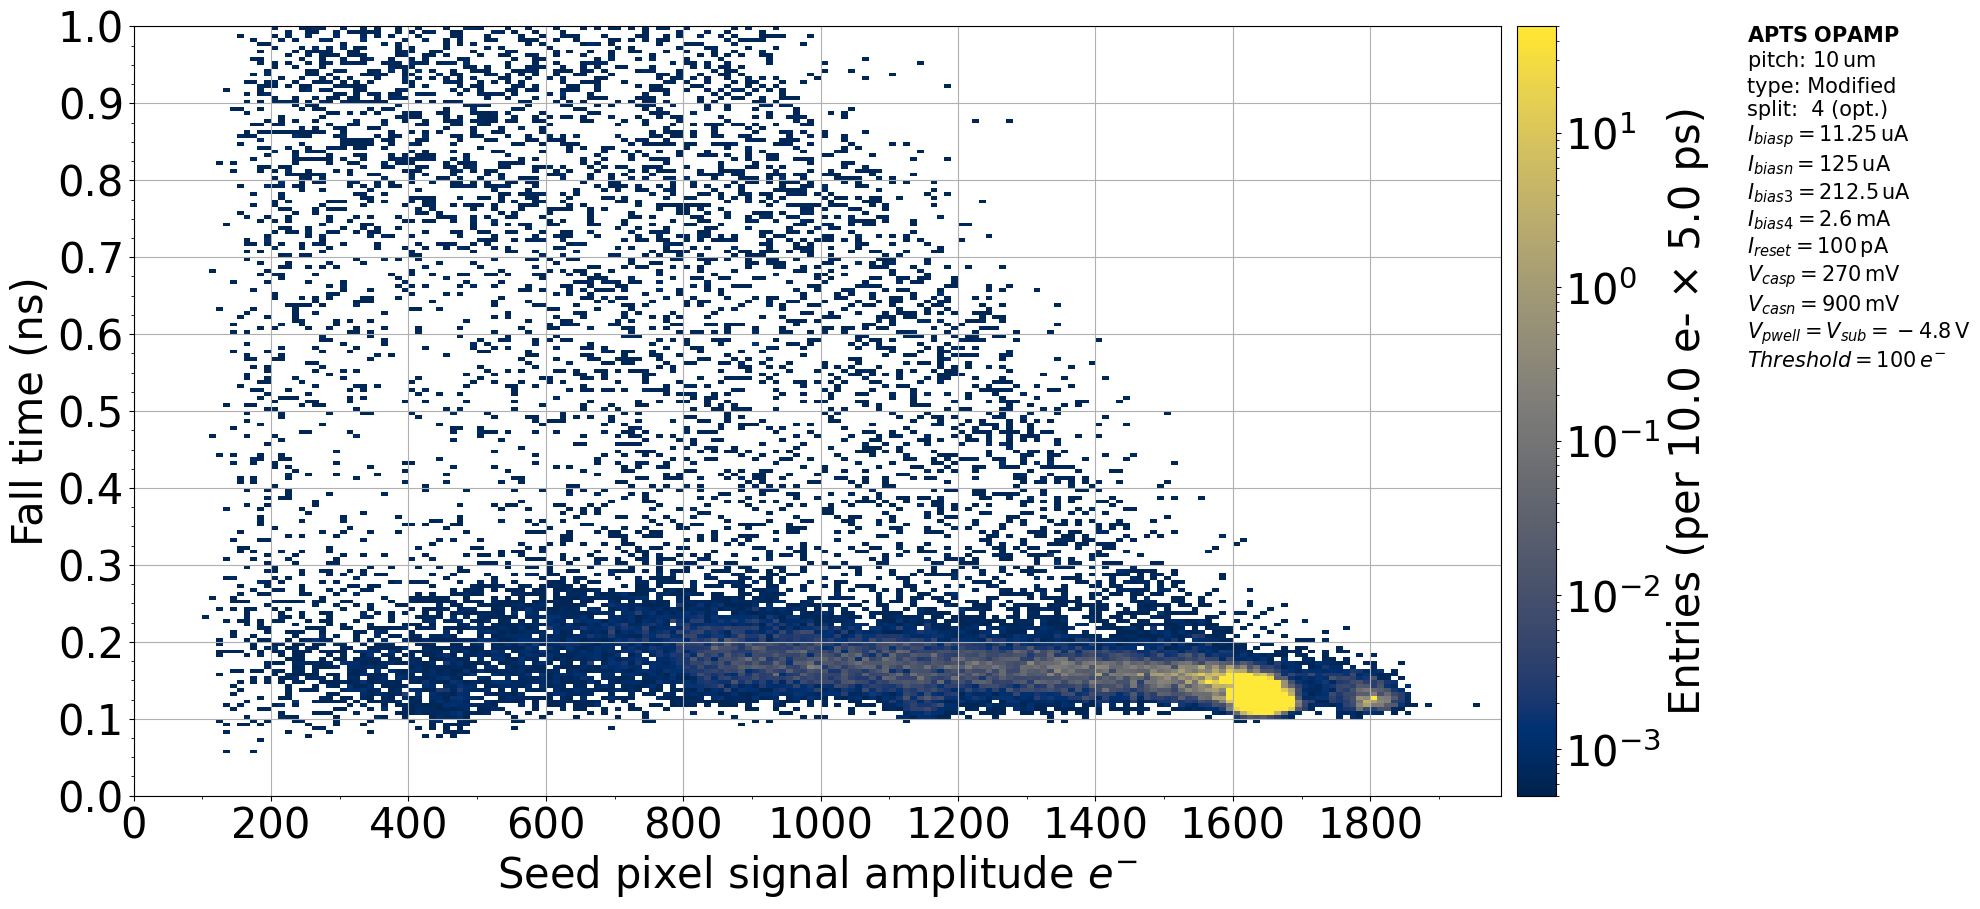 1.0
0.9
0.8
0.7
0.6
0.5
0.4
0.3
0.2
0.1
0.0
Fall time (ns)
0 200 400 600 800 1000 1200 1400 1600 1800
Seed pixel signal amplitude e⁻
10¹
10⁰
10⁻¹
10⁻²
10⁻³
Entries (per 10.0 e- × 5.0 ps)
APTS OPAMP
pitch: 10 um
type: Modified
split:  4 (opt.)
I_biasp = 11.25 uA
I_biasn = 125 uA
I_bias3 = 212.5 uA
I_bias4 = 2.6 mA
I_reset = 100 pA
V_casp = 270 mV
V_casn = 900 mV
V_pwell = V_sub = −4.8 V
Threshold = 100 e⁻